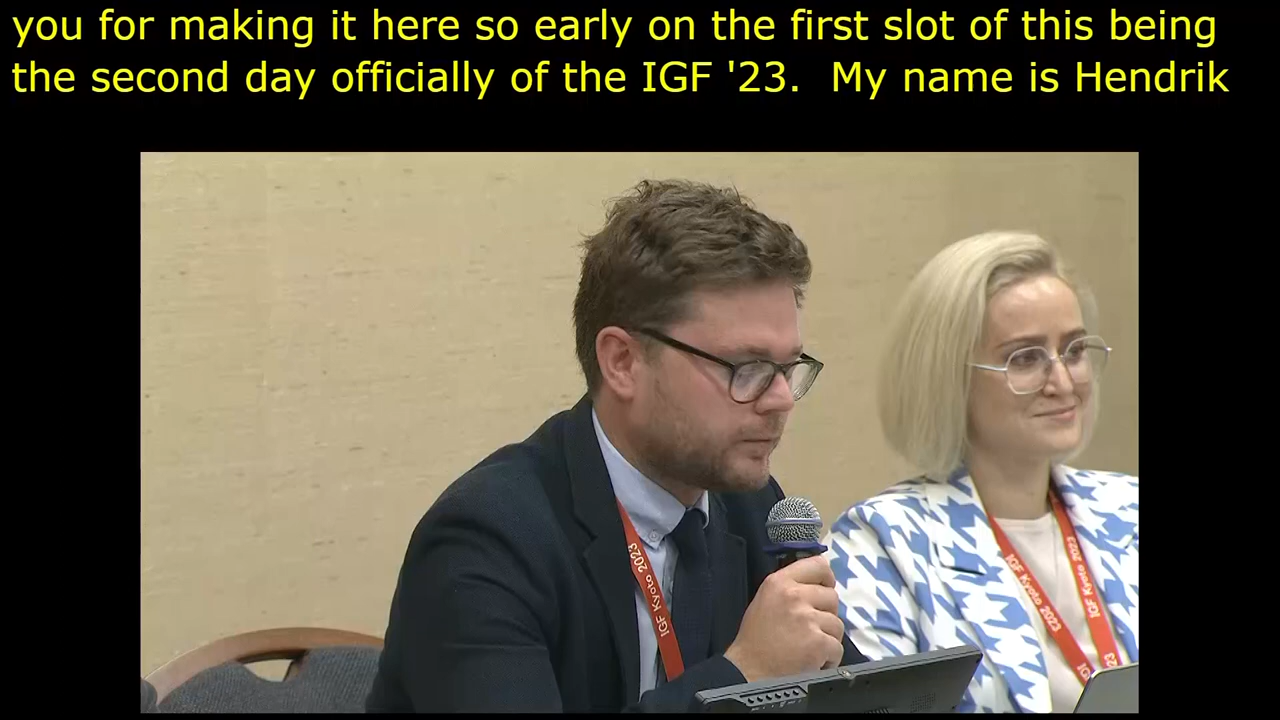 you for making it here so early on the first slot of this being
the second day officially of the IGF '23.  My name is Hendrik
IGF Kyoto 2023
IGF Kyoto 2023
IGF Kyoto 2023